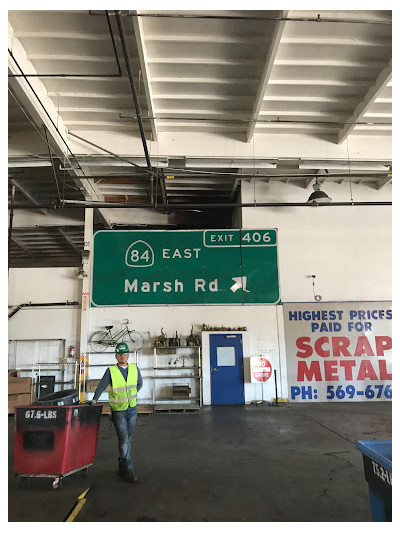 EXIT 406
84 EAST
Marsh Rd
HIGHEST PRICES
PAID FOR
SCRAP
METAL
PH: 569-676
67.6-LBS